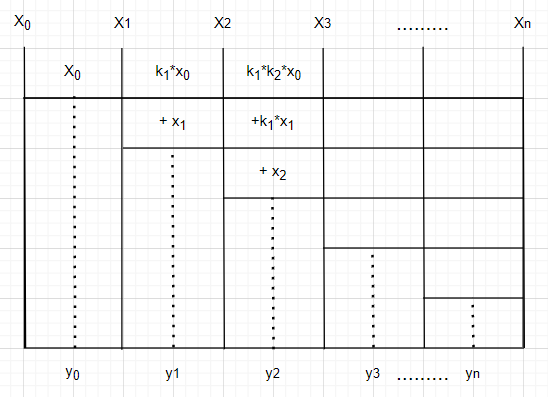 X₀ X1 X2 X3 ......... Xn
X₀ k₁*x₀ k₁*k₂*x₀
+ x₁ +k₁*x₁
+ x₂
y₀ y1 y2 y3 ......... yn